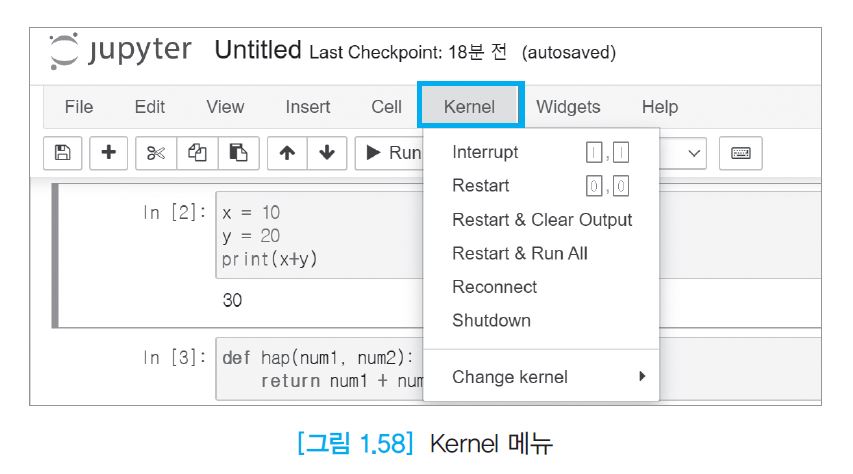 jupyter Untitled Last Checkpoint: 18분 전 (autosaved)
File Edit View Insert Cell Kernel Widgets Help
Run
Interrupt I,I
Restart 0,0
Restart & Clear Output
Restart & Run All
Reconnect
Shutdown
Change kernel
In [2]: x = 10
y = 20
print(x+y)
30
In [3]: def hap(num1, num2):
return num1 + num
[그림 1.58] Kernel 메뉴